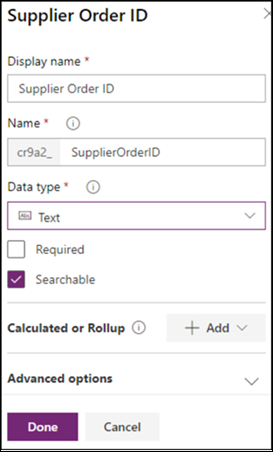 Supplier Order ID
Display name *
Supplier Order ID
Name *
cr9a2_ SupplierOrderID
Data type *
Abc Text
Required
Searchable
Calculated or Rollup + Add
Advanced options
Done Cancel